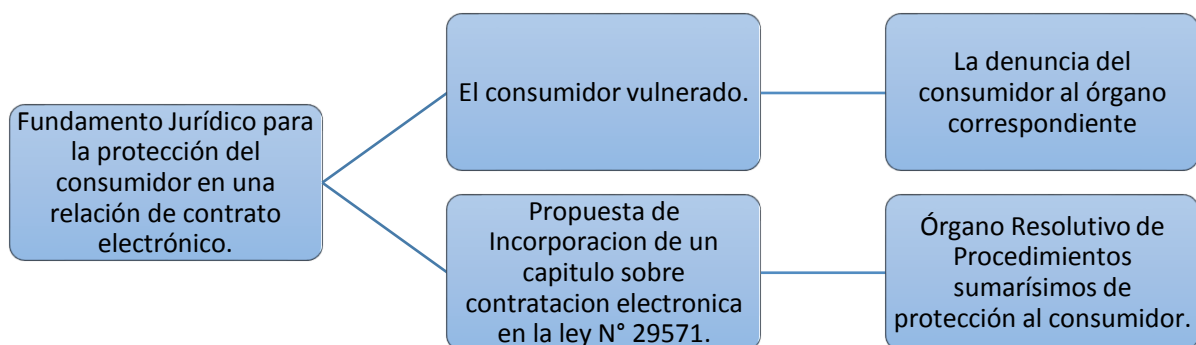 Fundamento Jurídico para
la protección del
consumidor en una
relación de contrato
electrónico.
El consumidor vulnerado.
La denuncia del
consumidor al órgano
correspondiente
Propuesta de
Incorporacion de un
capitulo sobre
contratacion electronica
en la ley N° 29571.
Órgano Resolutivo de
Procedimientos
sumarísimos de
protección al consumidor.